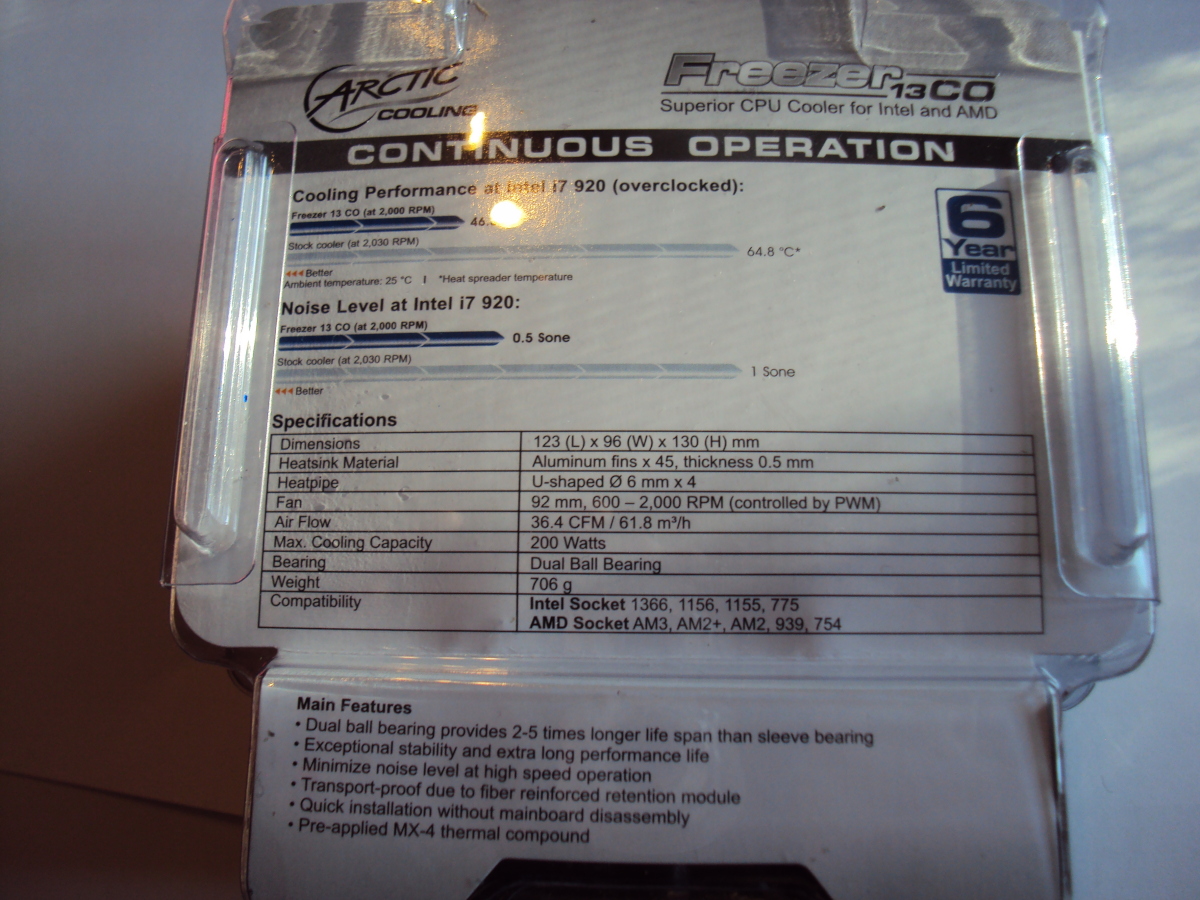 ARCTIC
COOLING
Freezer 13 CO
Superior CPU Cooler for Intel and AMD
CONTINUOUS OPERATION
Cooling Performance at Intel i7 920 (overclocked):
Freezer 13 CO (at 2,000 RPM)
46.
Stock cooler (at 2,030 RPM)
64.8 °C*
Better
Ambient temperature: 25 °C | *Heat spreader temperature
6
Year
Limited
Warranty
Noise Level at Intel i7 920:
Freezer 13 CO (at 2,000 RPM)
0.5 Sone
Stock cooler (at 2,030 RPM)
1 Sone
Better
Specifications
Dimensions 123 (L) x 96 (W) x 130 (H) mm
Heatsink Material Aluminum fins x 45, thickness 0.5 mm
Heatpipe U-shaped Ø 6 mm x 4
Fan 92 mm, 600 – 2,000 RPM (controlled by PWM)
Air Flow 36.4 CFM / 61.8 m³/h
Max. Cooling Capacity 200 Watts
Bearing Dual Ball Bearing
Weight 706 g
Compatibility Intel Socket 1366, 1156, 1155, 775
AMD Socket AM3, AM2+, AM2, 939, 754
Main Features
• Dual ball bearing provides 2-5 times longer life span than sleeve bearing
• Exceptional stability and extra long performance life
• Minimize noise level at high speed operation
• Transport-proof due to fiber reinforced retention module
• Quick installation without mainboard disassembly
• Pre-applied MX-4 thermal compound